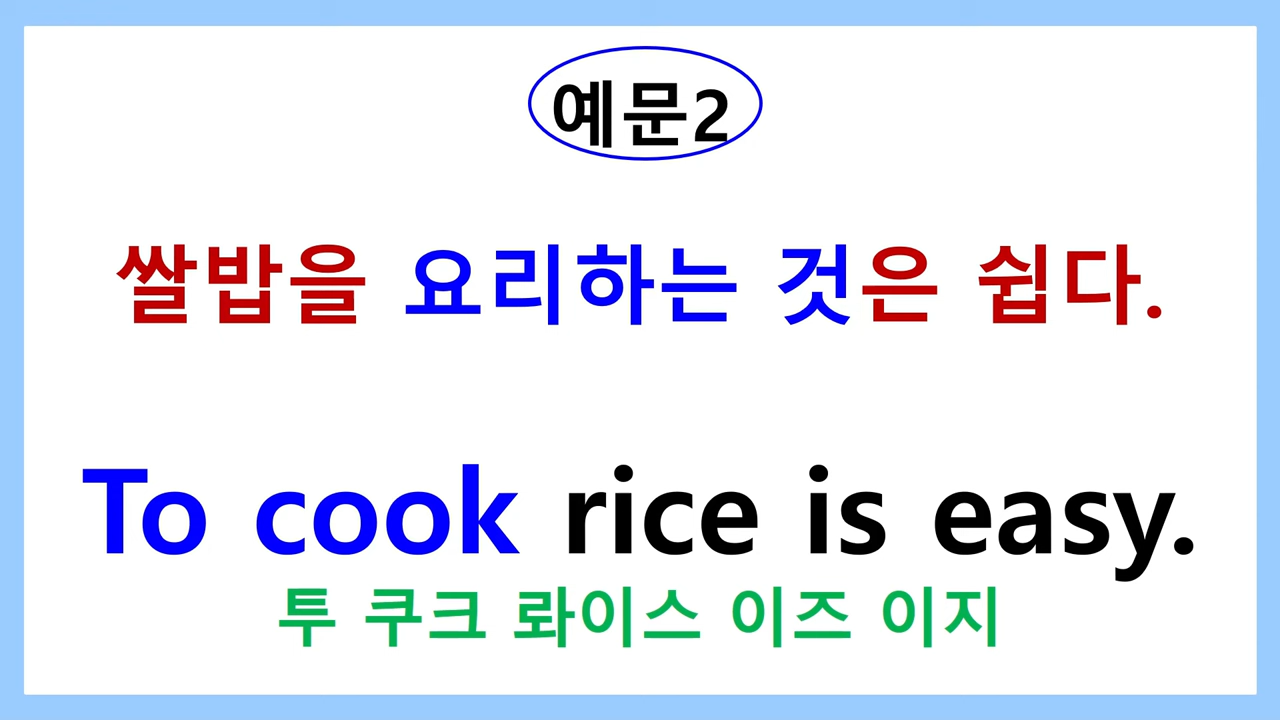 예문2
쌀밥을 요리하는 것은 쉽다.
To cook rice is easy.
투 쿠크 롸이스 이즈 이지